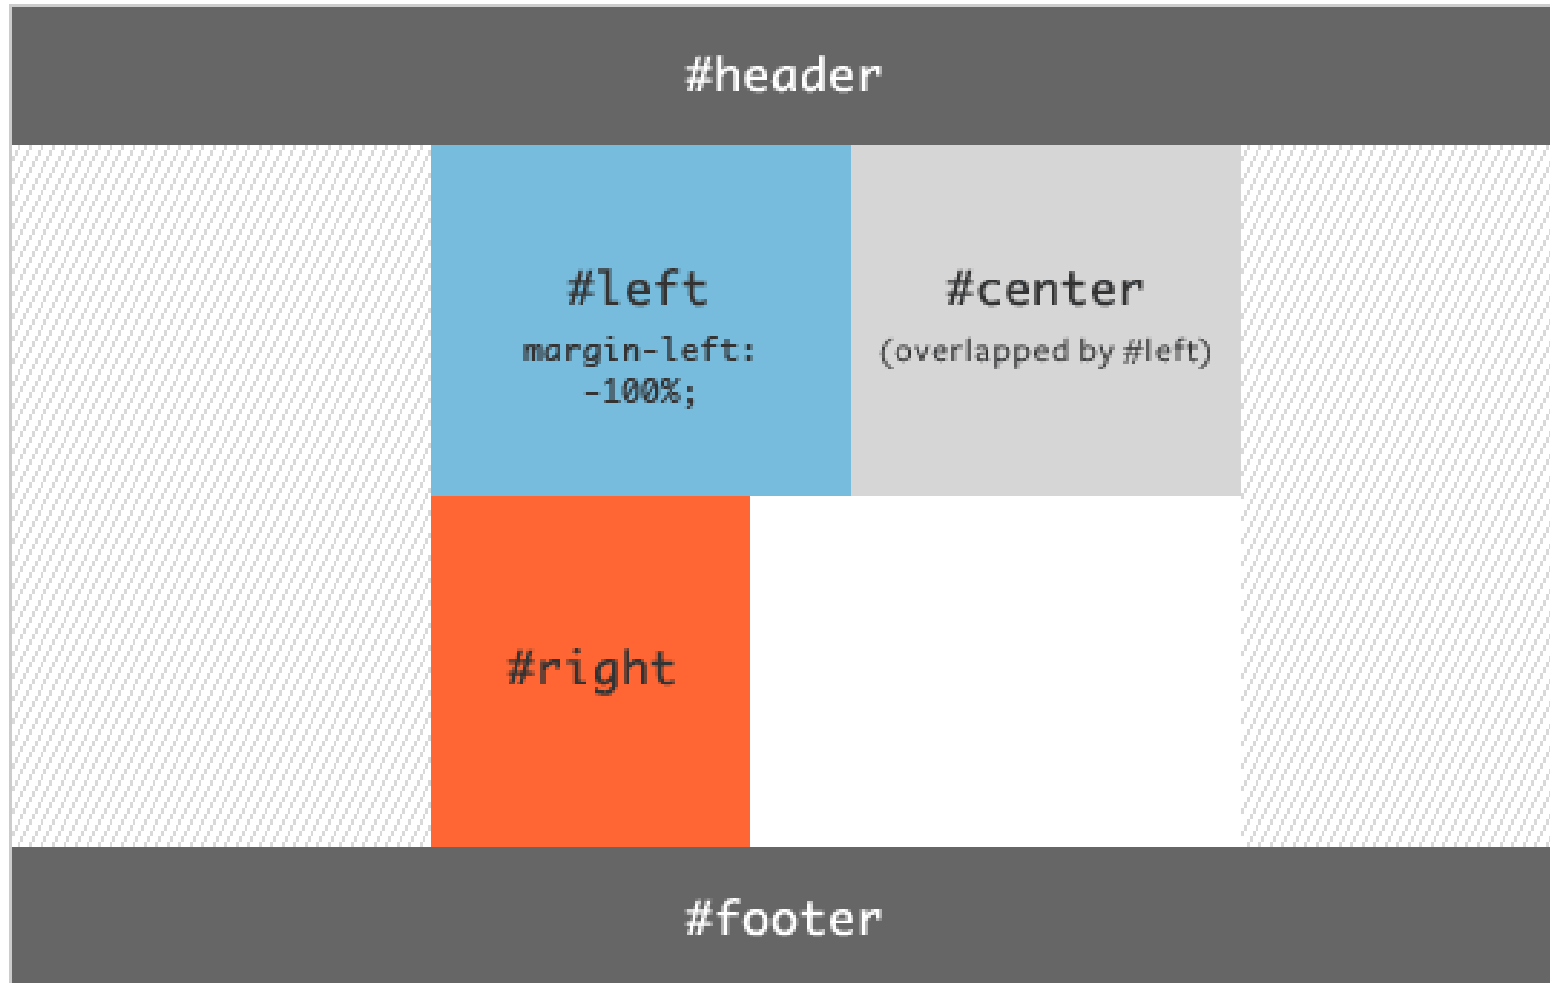 #header
#left
margin-left:
-100%;
#center
(overlapped by #left)
#right
#footer